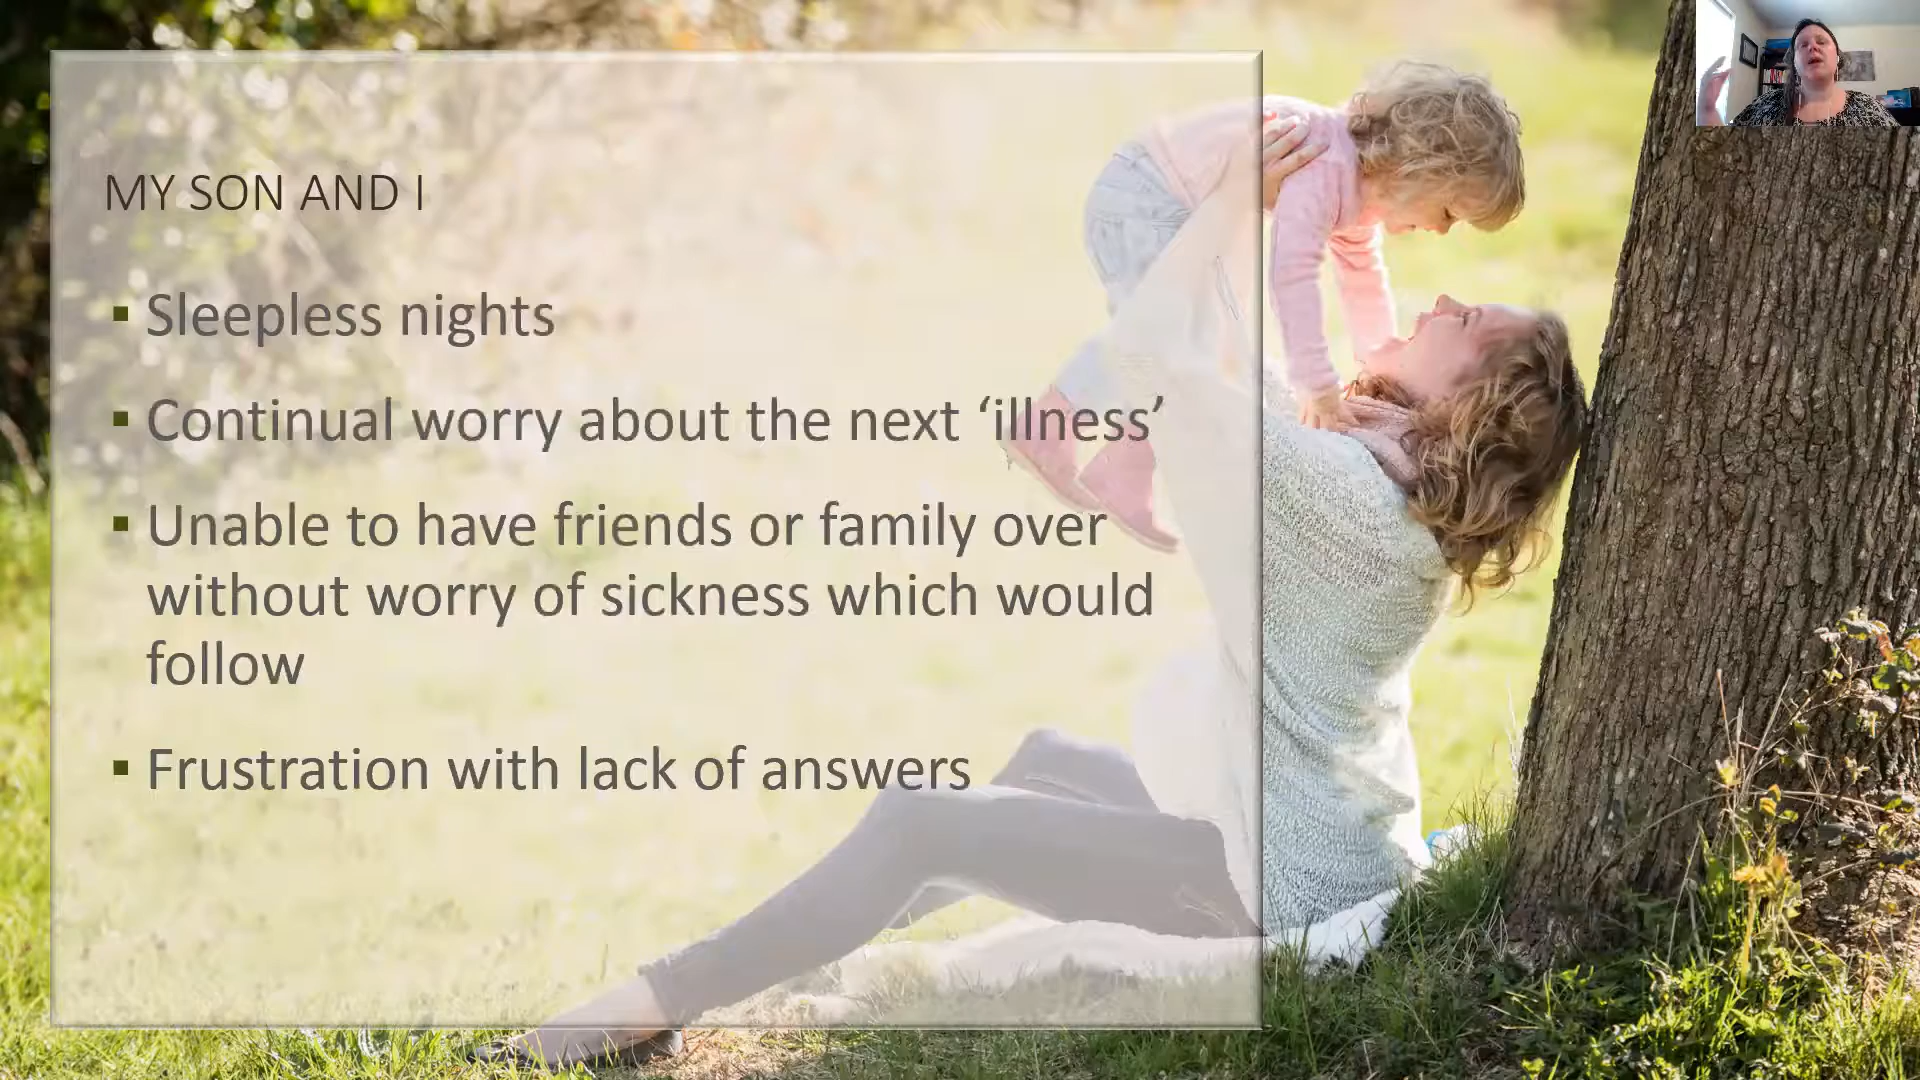 MY SON AND I
▪ Sleepless nights
▪ Continual worry about the next ‘illness’
▪ Unable to have friends or family over
without worry of sickness which would
follow
▪ Frustration with lack of answers